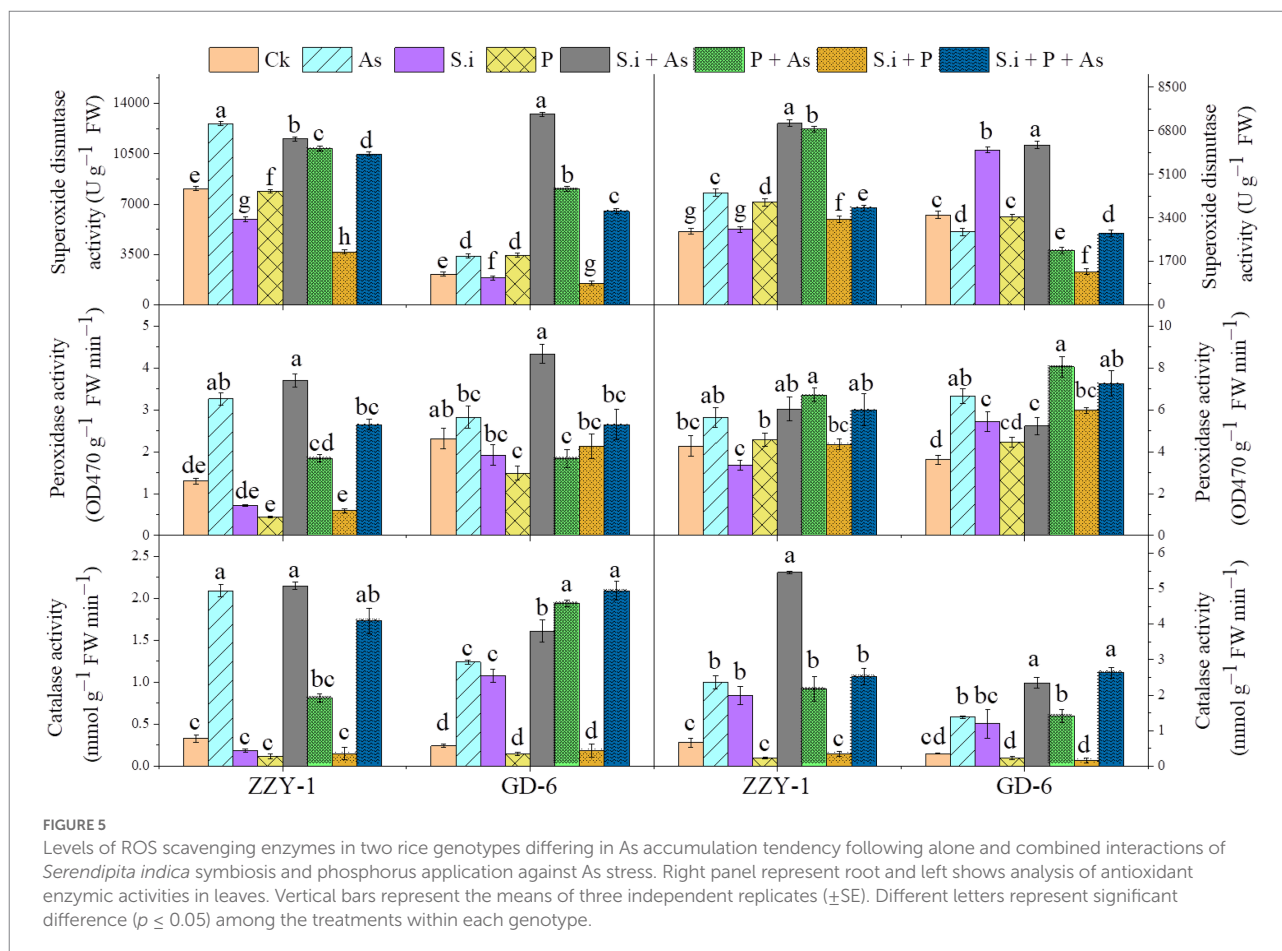 Ck As S.i P S.i + As P + As S.i + P S.i + P + As
Superoxide dismutase
activity (U g⁻¹ FW)
14000
10500
7000
3500
0
e a g f b c h d
e d f d a b g c
g c g d a b f e
c d b c a e f d
8500
6800
5100
3400
1700
0
Superoxide dismutase
activity (U g⁻¹ FW)
Peroxidase activity
(OD470 g⁻¹ FW min⁻¹)
5
4
3
2
1
0
de ab de e a cd e bc
ab bc bc c a c bc bc
bc ab c b ab a bc ab
d ab c cd c a bc ab
10
8
6
4
2
0
Peroxidase activity
(OD470 g⁻¹ FW min⁻¹)
Catalase activity
(mmol g⁻¹ FW min⁻¹)
2.5
2.0
1.5
1.0
0.5
0.0
c a c c a bc c ab
d c c d b a d a
c b b c a b c b
cd b bc d a b d a
6
5
4
3
2
1
0
Catalase activity
(mmol g⁻¹ FW min⁻¹)
ZZY-1 GD-6 ZZY-1 GD-6
FIGURE 5
Levels of ROS scavenging enzymes in two rice genotypes differing in As accumulation tendency following alone and combined interactions of
Serendipita indica symbiosis and phosphorus application against As stress. Right panel represent root and left shows analysis of antioxidant
enzymic activities in leaves. Vertical bars represent the means of three independent replicates (±SE). Different letters represent significant
difference (p ≤ 0.05) among the treatments within each genotype.